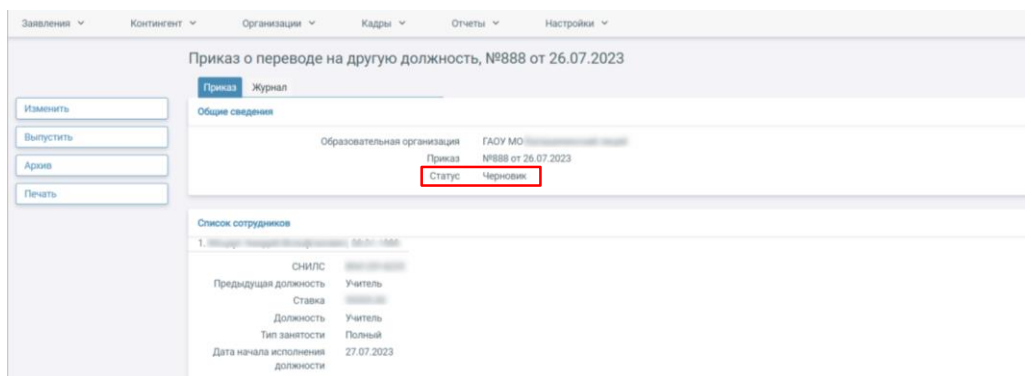 Заявления Контингент Организации Кадры Отчеты Настройки
Приказ о переводе на другую должность, №888 от 26.07.2023
Приказ Журнал
Изменить
Выпустить
Архив
Печать
Общие сведения
Образовательная организация ГАОУ МО
Приказ №888 от 26.07.2023
Статус Черновик
Список сотрудников
1.
СНИЛС
Предыдущая должность Учитель
Ставка
Должность Учитель
Тип занятости Полный
Дата начала исполнения 27.07.2023
должности